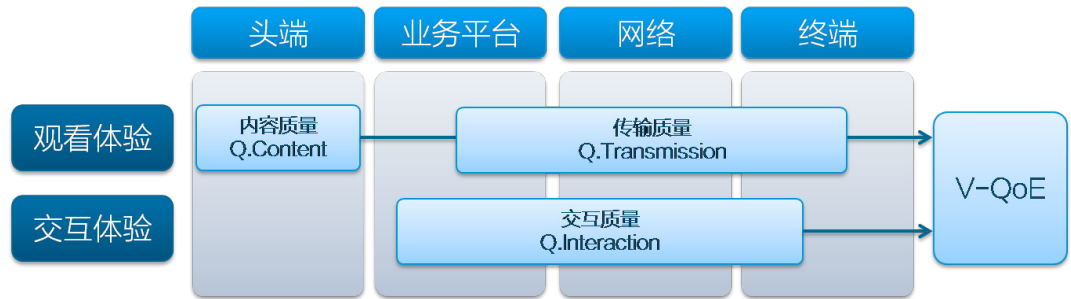 头端
业务平台
网络
终端
观看体验
内容质量
Q.Content
传输质量
Q.Transmission
V-QoE
交互体验
交互质量
Q.Interaction